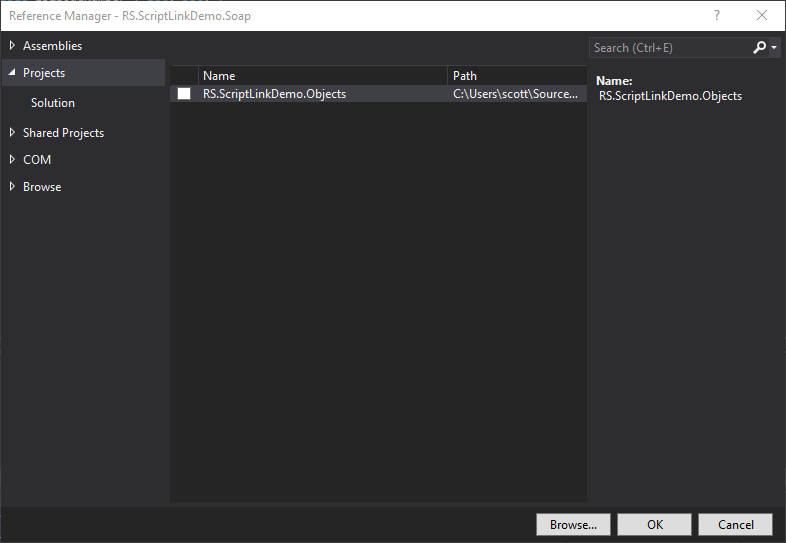 Reference Manager - RS.ScriptLinkDemo.Soap
?
Assemblies
Projects
Solution
Shared Projects
COM
Browse
Name Path
RS.ScriptLinkDemo.Objects C:\Users\scott\Source...
Search (Ctrl+E)
Name:
RS.ScriptLinkDemo.Objects
Browse... OK Cancel